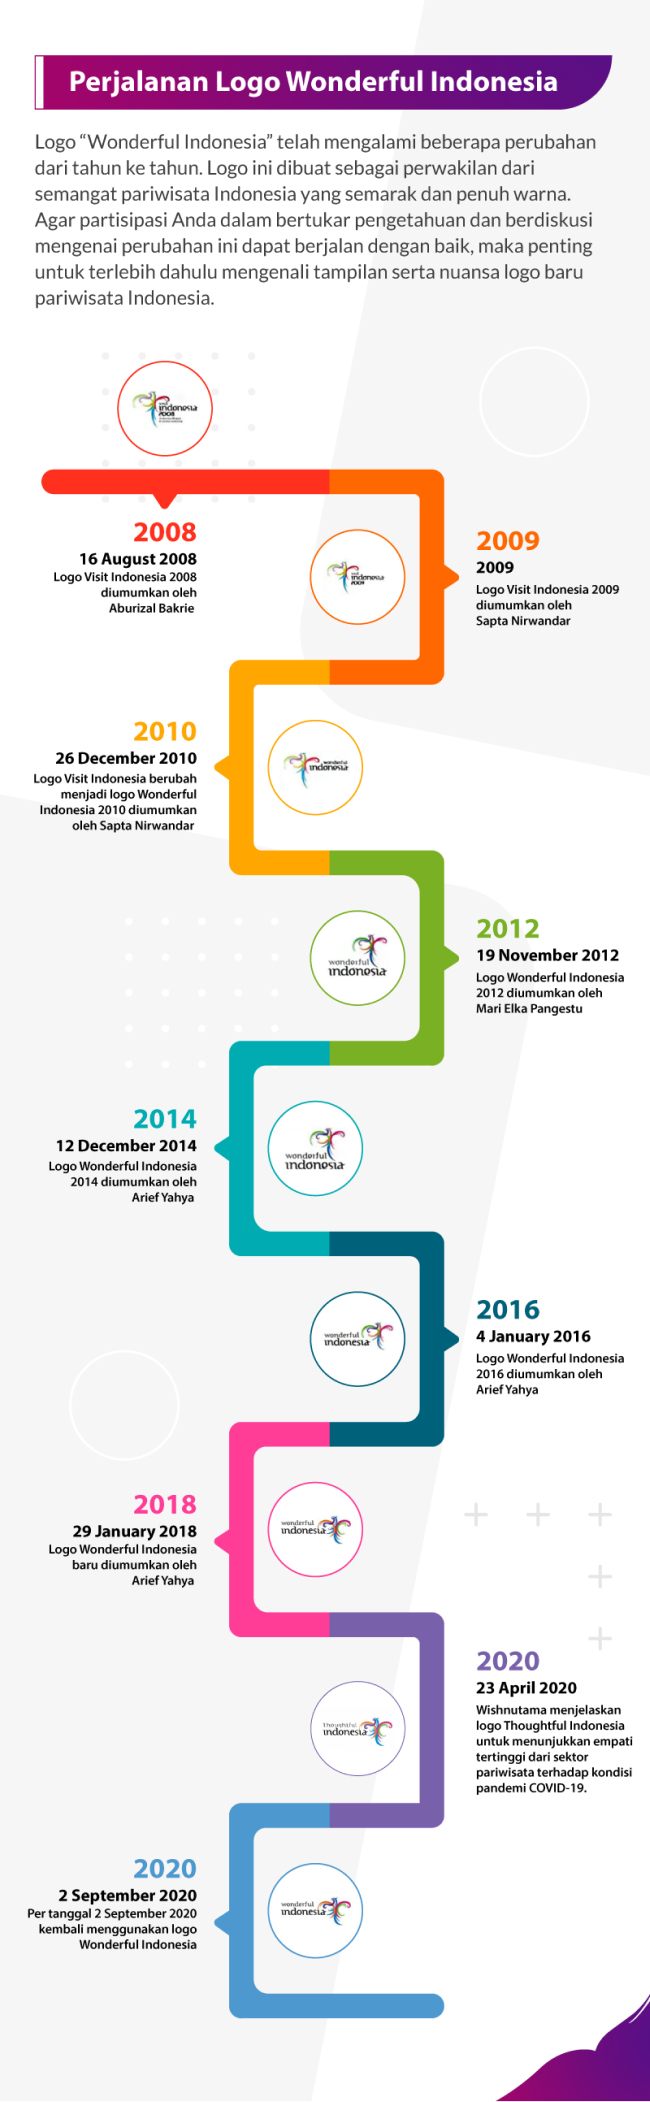 Perjalanan Logo Wonderful Indonesia
Logo “Wonderful Indonesia” telah mengalami beberapa perubahan
dari tahun ke tahun. Logo ini dibuat sebagai perwakilan dari
semangat pariwisata Indonesia yang semarak dan penuh warna.
Agar partisipasi Anda dalam bertukar pengetahuan dan berdiskusi
mengenai perubahan ini dapat berjalan dengan baik, maka penting
untuk terlebih dahulu mengenali tampilan serta nuansa logo baru
pariwisata Indonesia.
indonesia
2008
2008
16 August 2008
Logo Visit Indonesia 2008
diumumkan oleh
Aburizal Bakrie
indonesia
2009
2009
2009
Logo Visit Indonesia 2009
diumumkan oleh
Sapta Nirwandar
2010
26 December 2010
Logo Visit Indonesia berubah
menjadi logo Wonderful
Indonesia 2010 diumumkan
oleh Sapta Nirwandar
wonderful
indonesia
2012
19 November 2012
Logo Wonderful Indonesia
2012 diumumkan oleh
Mari Elka Pangestu
wonderful
indonesia
2014
12 December 2014
Logo Wonderful Indonesia
2014 diumumkan oleh
Arief Yahya
wonderful
indonesia
2016
4 January 2016
Logo Wonderful Indonesia
2016 diumumkan oleh
Arief Yahya
wonderful
indonesia
2018
29 January 2018
Logo Wonderful Indonesia
baru diumumkan oleh
Arief Yahya
wonderful
indonesia
2020
23 April 2020
Wishnutama menjelaskan
logo Thoughtful Indonesia
untuk menunjukkan empati
tertinggi dari sektor
pariwisata terhadap kondisi
pandemi COVID-19.
Thoughtful
indonesia
2020
2 September 2020
Per tanggal 2 September 2020
kembali menggunakan logo
Wonderful Indonesia
wonderful
indonesia